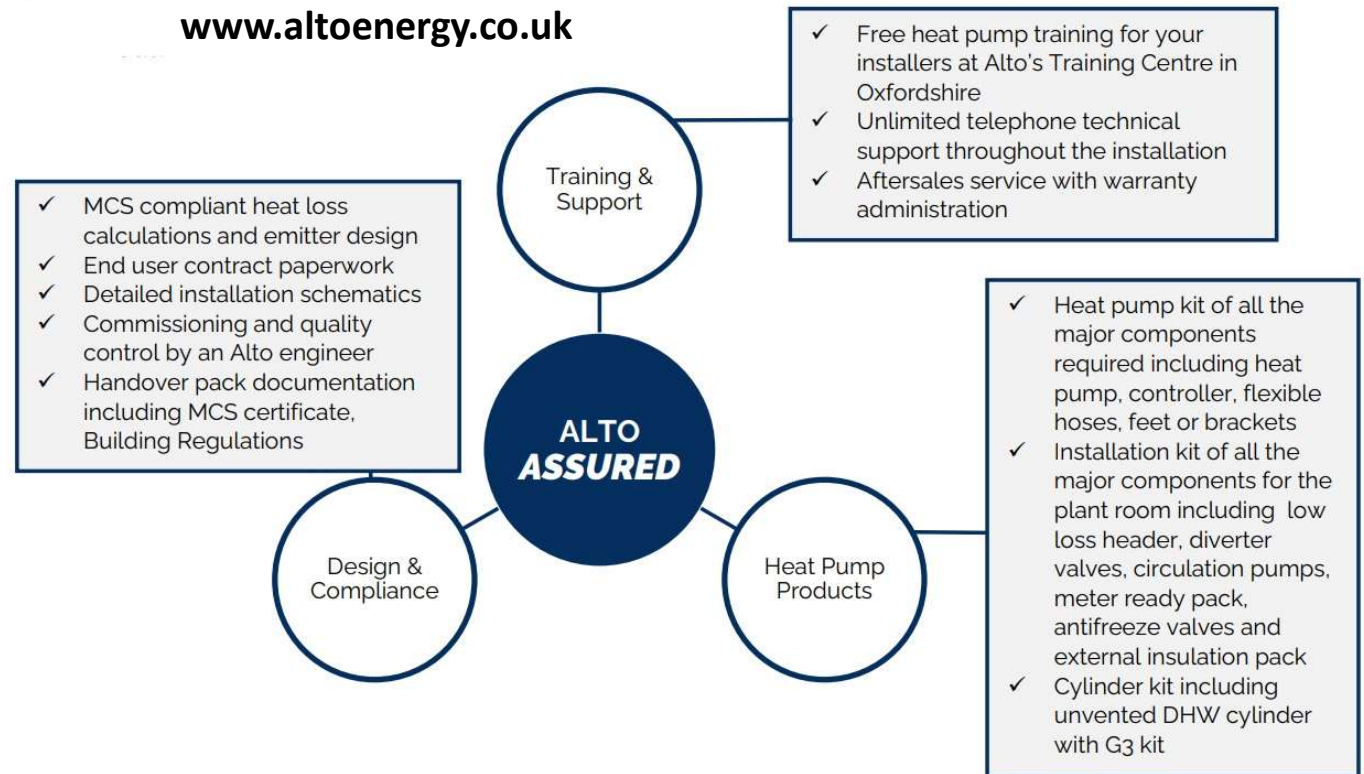 www.altoenergy.co.uk
✓ Free heat pump training for your
installers at Alto's Training Centre in
Oxfordshire
✓ Unlimited telephone technical
support throughout the installation
✓ Aftersales service with warranty
administration
Training &
Support
✓ MCS compliant heat loss
calculations and emitter design
✓ End user contract paperwork
✓ Detailed installation schematics
✓ Commissioning and quality
control by an Alto engineer
✓ Handover pack documentation
including MCS certificate,
Building Regulations
ALTO
ASSURED
✓ Heat pump kit of all the
major components
required including heat
pump, controller, flexible
hoses, feet or brackets
✓ Installation kit of all the
major components for the
plant room including low
loss header, diverter
valves, circulation pumps,
meter ready pack,
antifreeze valves and
external insulation pack
✓ Cylinder kit including
unvented DHW cylinder
with G3 kit
Design &
Compliance
Heat Pump
Products